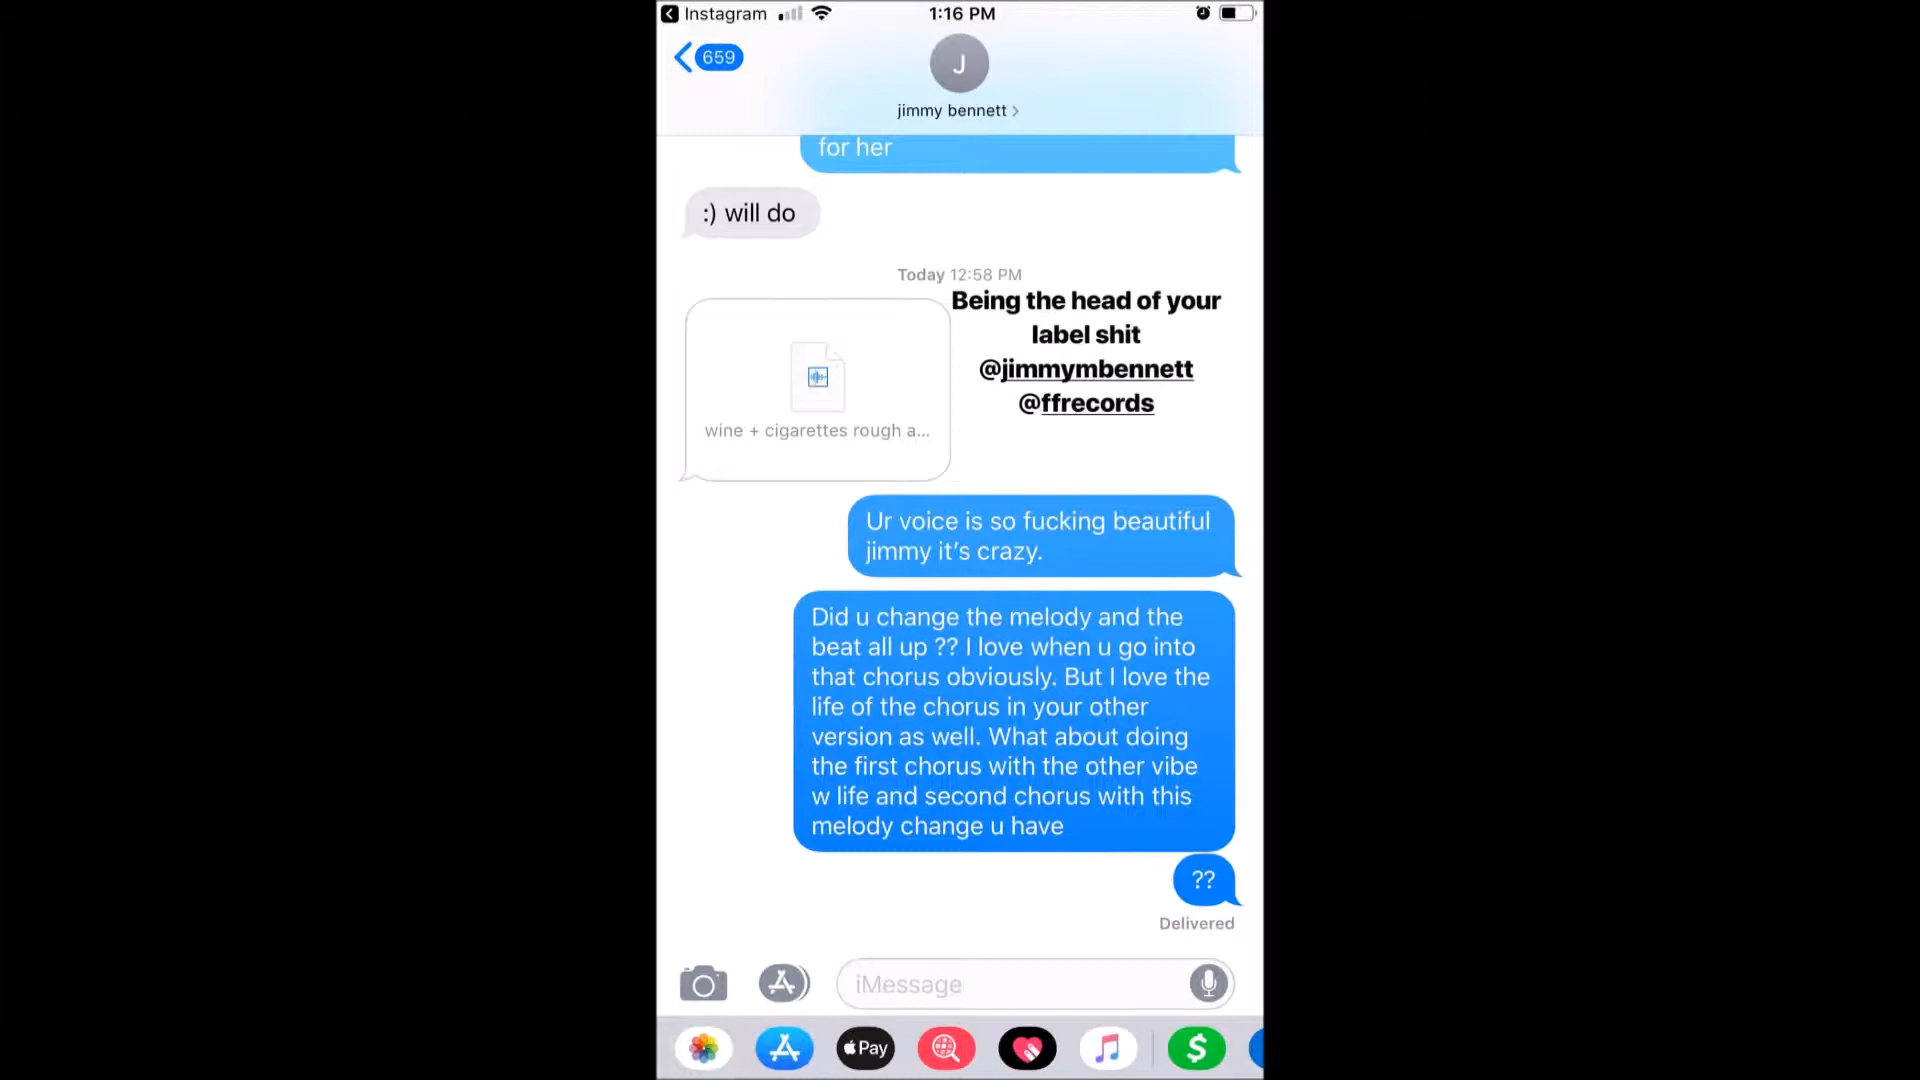 Instagram
1:16 PM
659
J
jimmy bennett
for her
:) will do
Today 12:58 PM
Being the head of your
label shit
@jimmymbennett
@ffrecords
wine + cigarettes rough a...
Ur voice is so fucking beautiful
jimmy it's crazy.
Did u change the melody and the
beat all up ?? I love when u go into
that chorus obviously. But I love the
life of the chorus in your other
version as well. What about doing
the first chorus with the other vibe
w life and second chorus with this
melody change u have
??
Delivered
iMessage
Pay
$